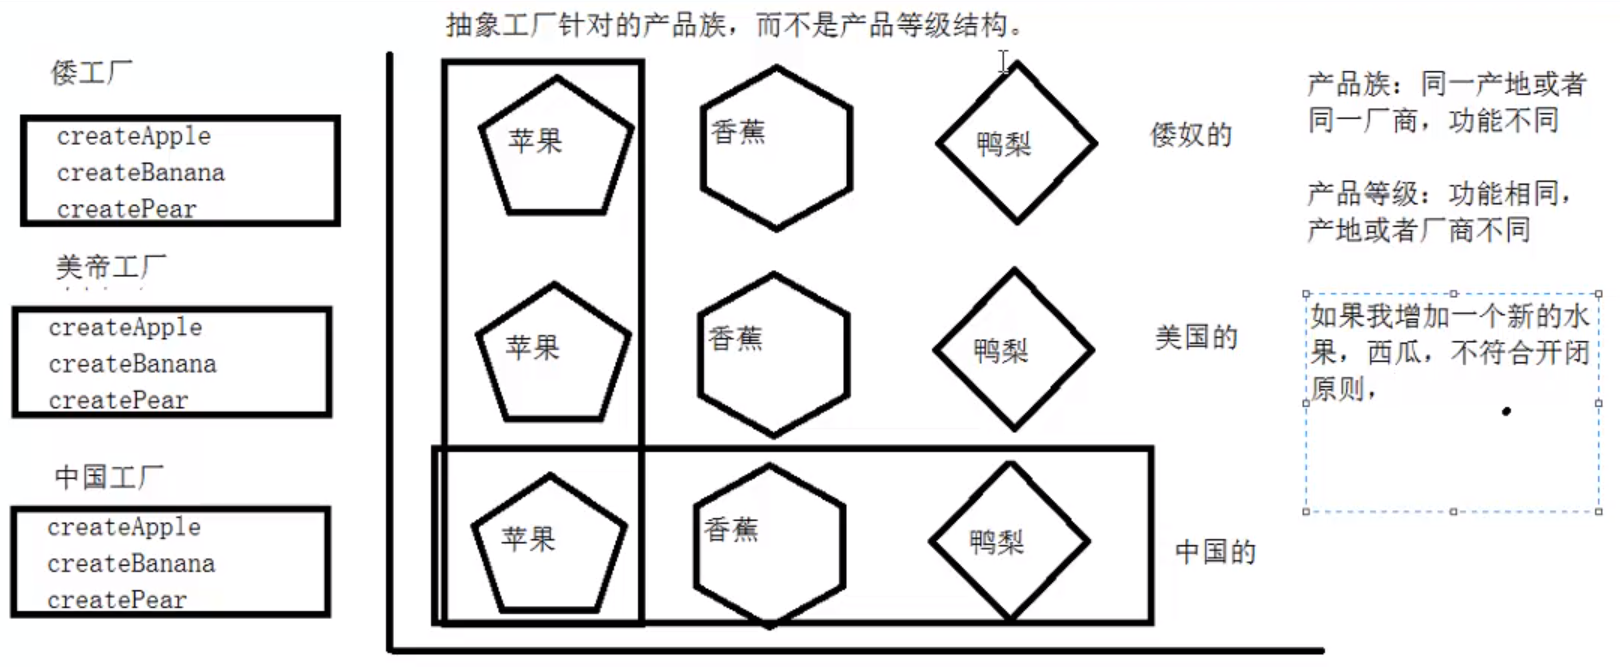 抽象工厂针对的产品族，而不是产品等级结构。
倭工厂
createApple
createBanana
createPear
美帝工厂
createApple
createBanana
createPear
中国工厂
createApple
createBanana
createPear
苹果
香蕉
鸭梨
倭奴的
苹果
香蕉
鸭梨
美国的
苹果
香蕉
鸭梨
中国的
产品族：同一产地或者
同一厂商，功能不同
产品等级：功能相同，
产地或者厂商不同
如果我增加一个新的水
果，西瓜，不符合开闭
原则，